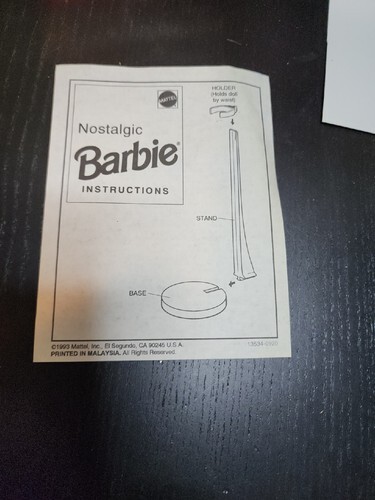 MATTEL
Nostalgic
Barbie®
INSTRUCTIONS
HOLDER
(Holds doll
by waist)
STAND
BASE
©1993 Mattel, Inc., El Segundo, CA 90245 U.S.A.
PRINTED IN MALAYSIA. All Rights Reserved.